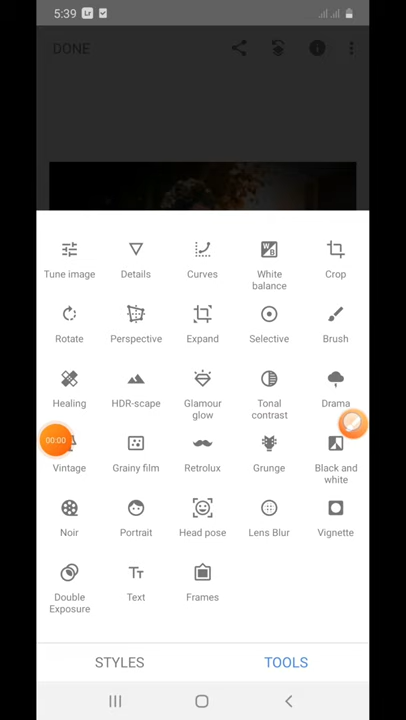 5:39 Lr
DONE
Tune image Details Curves White balance Crop
Rotate Perspective Expand Selective Brush
Healing HDR-scape Glamour glow Tonal contrast Drama
00:00
Vintage Grainy film Retrolux Grunge Black and white
Noir Portrait Head pose Lens Blur Vignette
Double Exposure Text Frames
STYLES TOOLS